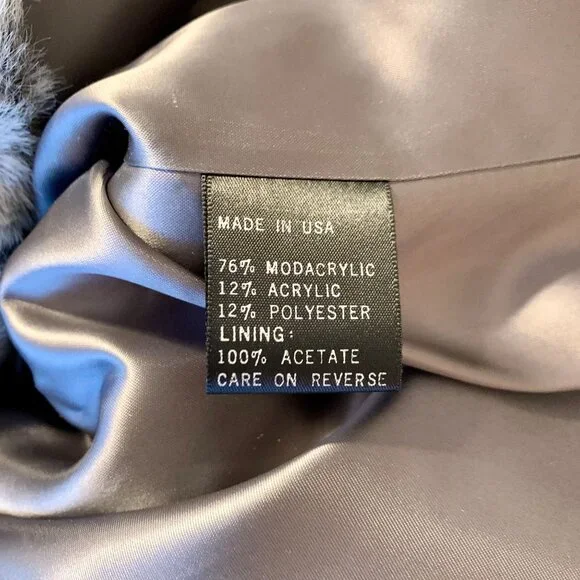 MADE IN USA
76% MODACRYLIC
12% ACRYLIC
12% POLYESTER
LINING:
100% ACETATE
CARE ON REVERSE